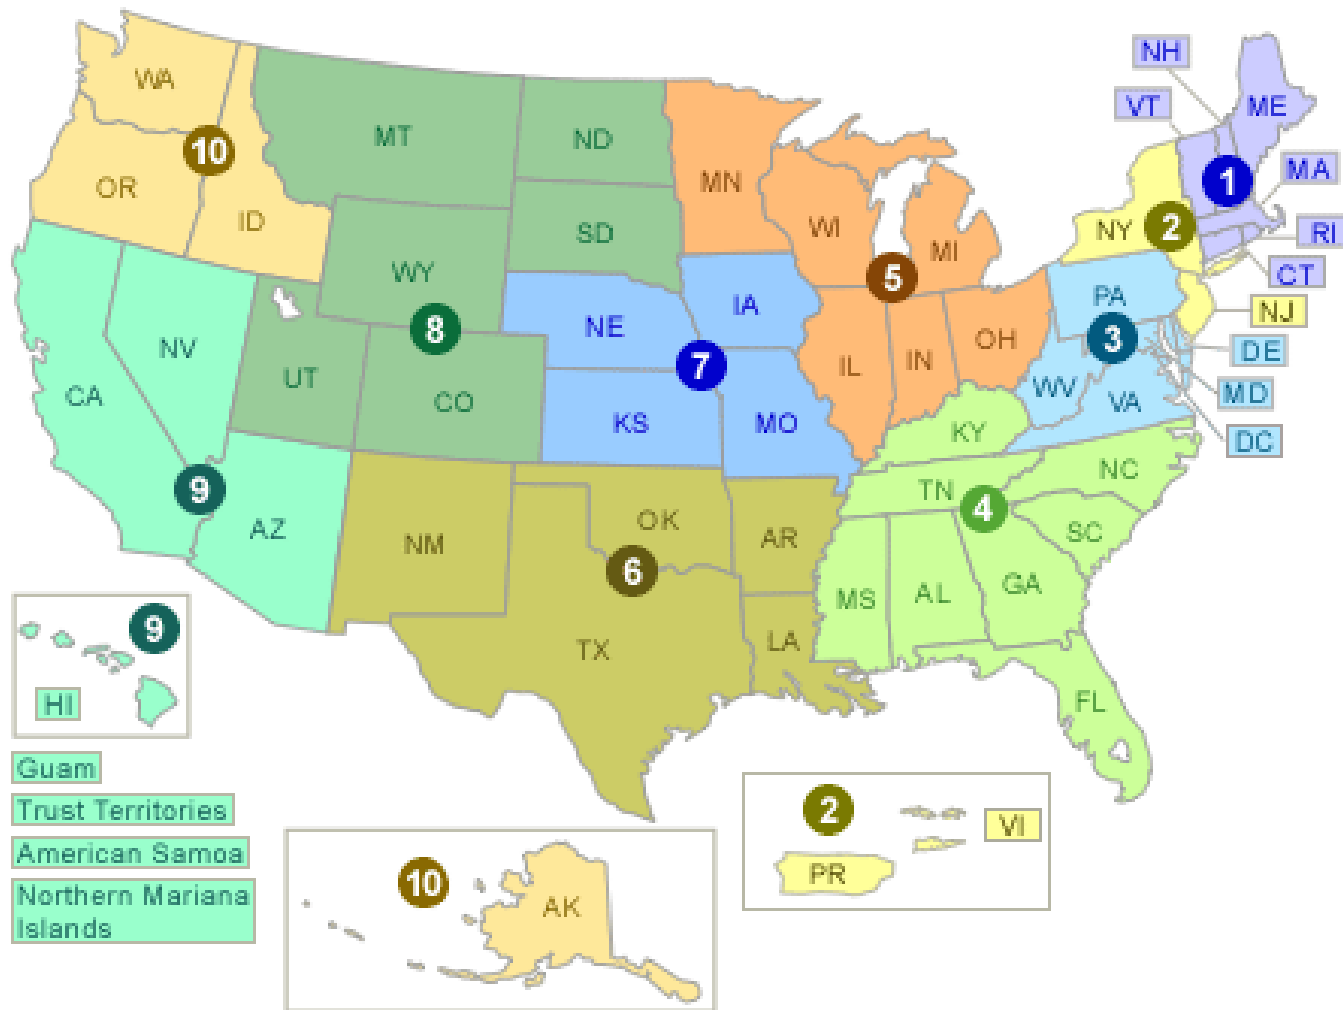 NH
VT
ME
WA
MT
ND
MN
10
OR
ID
SD
WI
MI
1
MA
NY
2
RI
CT
WY
5
PA
NJ
8
NE
IA
NV
UT
CO
7
IL
IN
OH
3
DE
CA
KS
MO
WV
VA
MD
KY
DC
9
AZ
NM
OK
AR
TN
4
NC
SC
6
MS
AL
GA
TX
LA
FL
9
HI
Guam
Trust Territories
American Samoa
Northern Mariana
Islands
10
AK
2
VI
PR